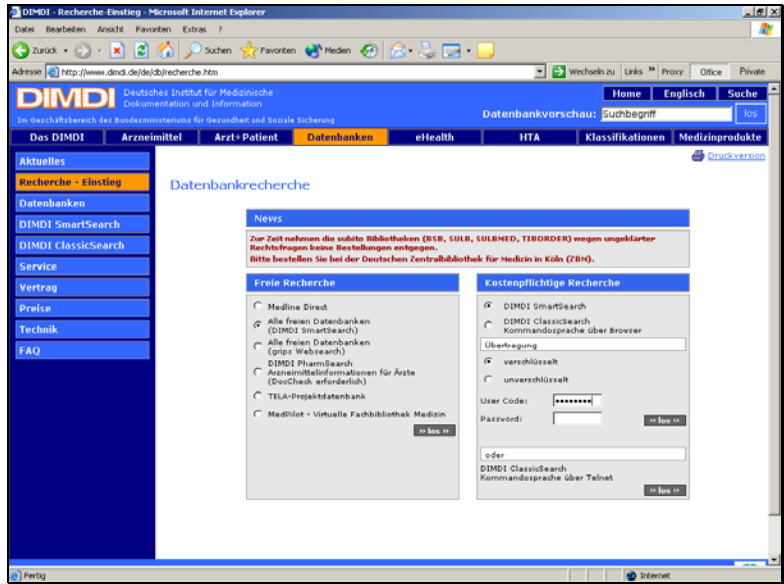 DIMDI - Recherche-Einstieg - Microsoft Internet Explorer
Datei Bearbeiten Ansicht Favoriten Extras ?
Zurück Suchen Favoriten Medien
Adresse http://www.dimdi.de/de/db/recherche.htm Wechseln zu Links » Proxy Office Private
DIMDI Deutsches Institut für Medizinische
Dokumentation und Information
Im Geschäftsbereich des Bundesministeriums für Gesundheit und Soziale Sicherung
Home Englisch Suche
Datenbankvorschau: Suchbegriff los
Das DIMDI Arzneimittel Arzt+Patient Datenbanken eHealth HTA Klassifikationen Medizinprodukte
Druckversion
Aktuelles
Recherche - Einstieg
Datenbanken
DIMDI SmartSearch
DIMDI ClassicSearch
Service
Vertrag
Preise
Technik
FAQ
Datenbankrecherche
News
Zur Zeit nehmen die subito Bibliotheken (BSB, SULB, SULBMED, TIBORDER) wegen ungeklärter
Rechtsfragen keine Bestellungen entgegen.
Bitte bestellen Sie bei der Deutschen Zentralbibliothek für Medizin in Köln (ZBM).
Freie Recherche
Medline Direct
Alle freien Datenbanken
(DIMDI SmartSearch)
Alle freien Datenbanken
(grips Websearch)
DIMDI PharmSearch
Arzneimittelinformationen für Ärzte
(DocCheck erforderlich)
TELA-Projektdatenbank
MedPilot - Virtuelle Fachbibliothek Medizin
» los »
Kostenpflichtige Recherche
DIMDI SmartSearch
DIMDI ClassicSearch
Kommandosprache über Browser
Übertragung
verschlüsselt
unverschlüsselt
User Code: ••••••••
Password:
» los »
oder
DIMDI ClassicSearch
Kommandosprache über Telnet
» los »
Fertig Internet